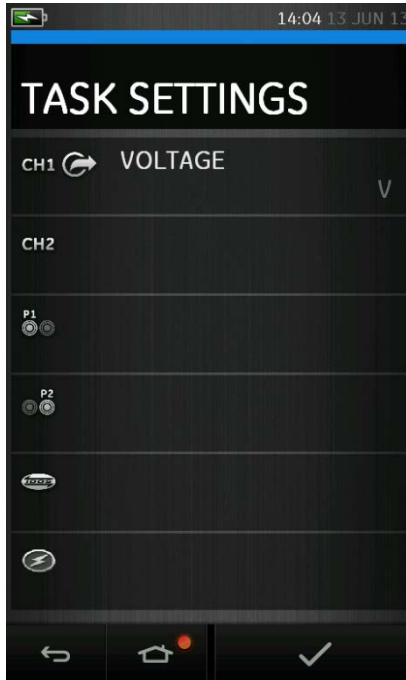 14:04 13 JUN 13
TASK SETTINGS
CH1 VOLTAGE
V
CH2
P1
P2